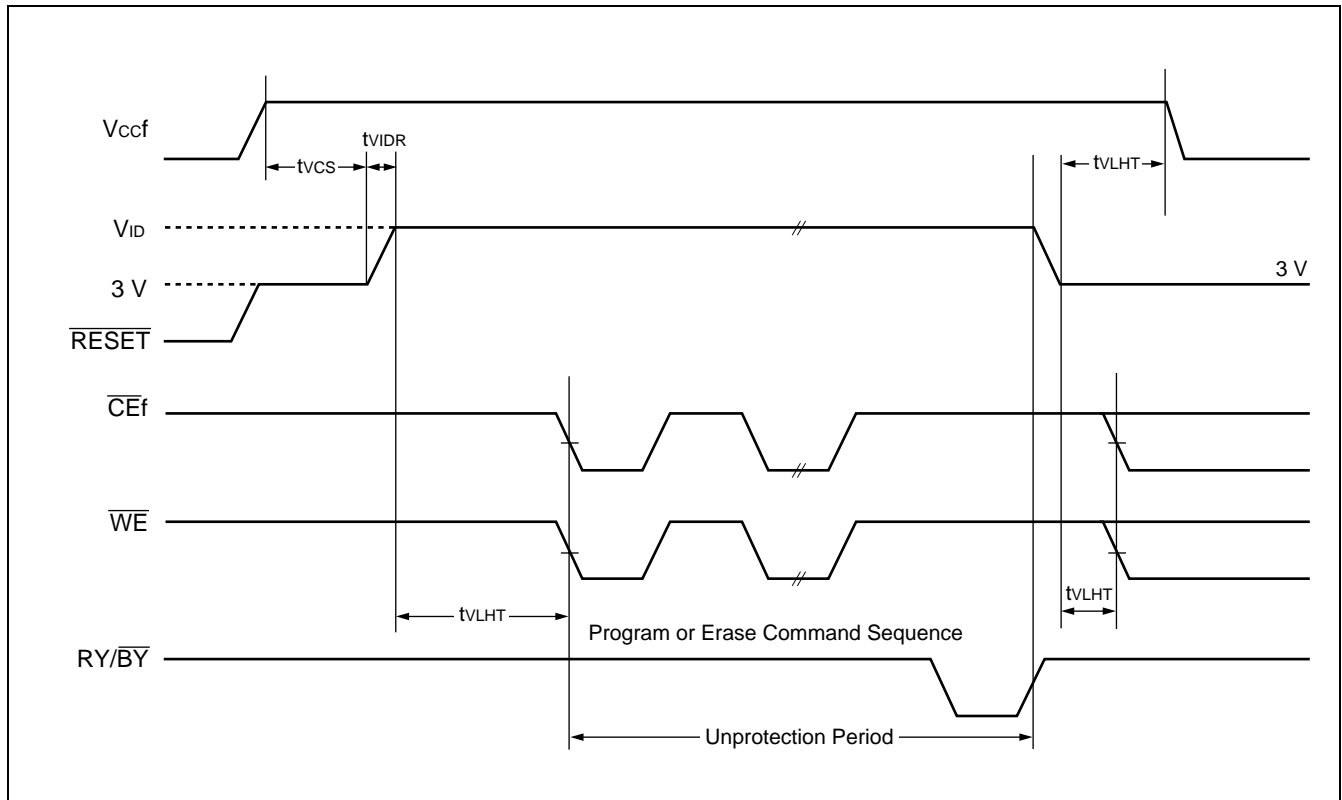 Vccf
tVIDR
tVCS
tVLHT
VID
3 V
3 V
RESET
CEf
WE
tVLHT
tVLHT
Program or Erase Command Sequence
RY/BY
Unprotection Period